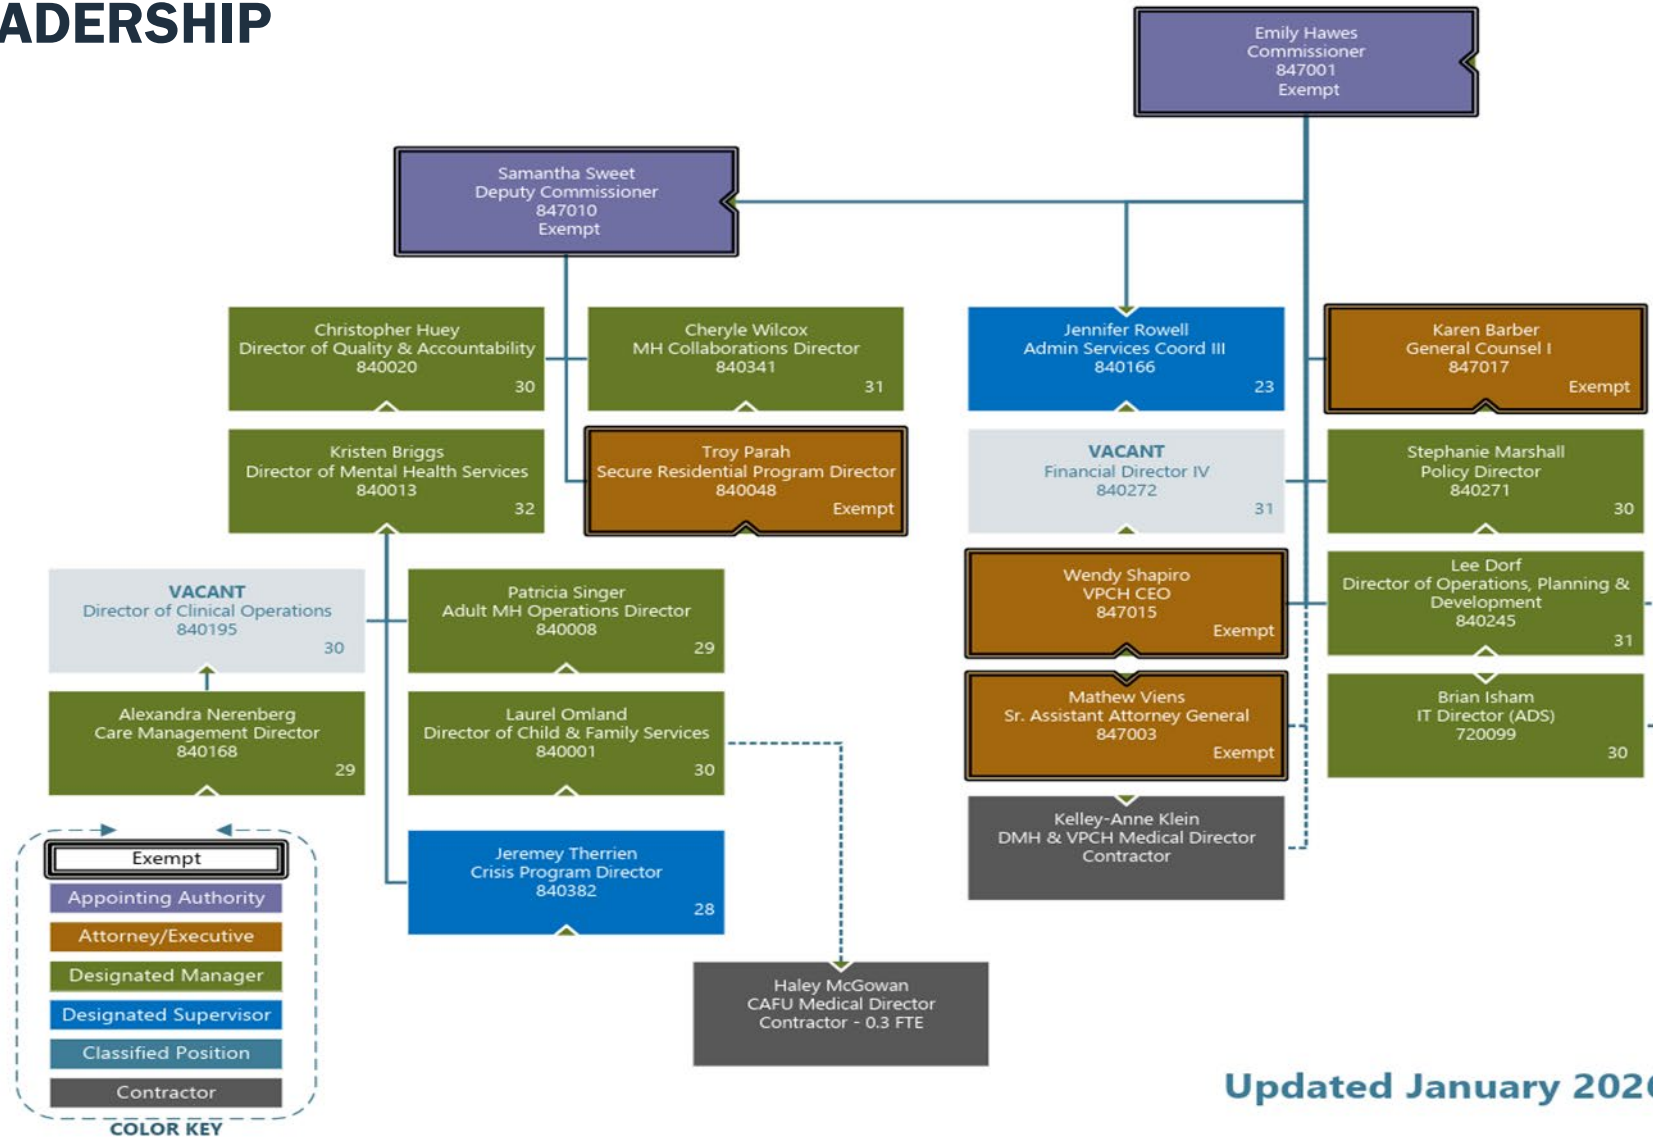 ADERSHIP
Emily Hawes
Commissioner
847001
Exempt
Samantha Sweet
Deputy Commissioner
847010
Exempt
Christopher Huey
Director of Quality & Accountability
840020
30
Cheryle Wilcox
MH Collaborations Director
840341
31
Jennifer Rowell
Admin Services Coord III
840166
23
Karen Barber
General Counsel I
847017
Exempt
Kristen Briggs
Director of Mental Health Services
840013
32
Troy Parah
Secure Residential Program Director
840048
Exempt
VACANT
Financial Director IV
840272
31
Stephanie Marshall
Policy Director
840271
30
VACANT
Director of Clinical Operations
840195
30
Patricia Singer
Adult MH Operations Director
840008
29
Wendy Shapiro
VPCH CEO
847015
Exempt
Lee Dorf
Director of Operations, Planning &
Development
840245
31
Alexandra Nerenberg
Care Management Director
840168
29
Laurel Omland
Director of Child & Family Services
840001
30
Mathew Viens
Sr. Assistant Attorney General
847003
Exempt
Brian Isham
IT Director (ADS)
720099
30
Jeremey Therrien
Crisis Program Director
840382
28
Kelley-Anne Klein
DMH & VPCH Medical Director
Contractor
Haley McGowan
CAFU Medical Director
Contractor - 0.3 FTE
Exempt
Appointing Authority
Attorney/Executive
Designated Manager
Designated Supervisor
Classified Position
Contractor
COLOR KEY
Updated January 2026